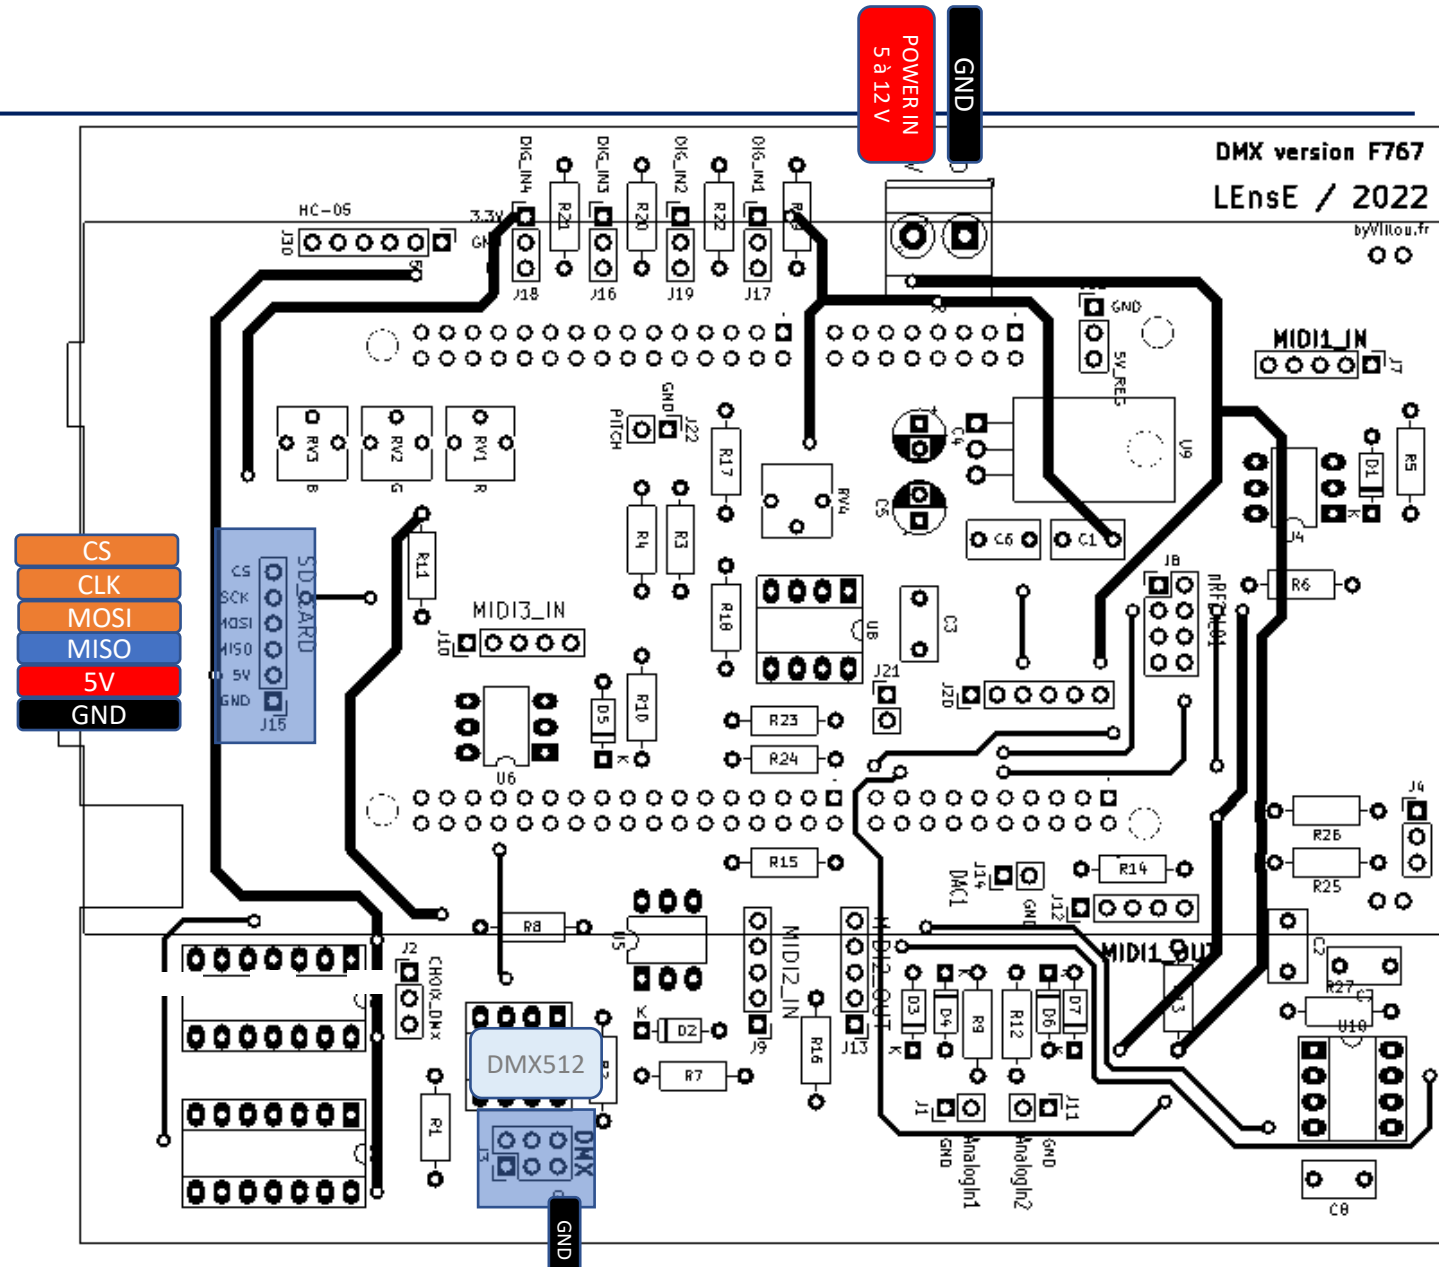 POWER IN
5 à 12 V
GND
DMX version F767
LEnsE / 2022
byVillou.fr
DIG_IN4
DIG_IN3
DIG_IN2
DIG_IN1
R21
R20
R22
HC-05
J30
3.3V
J18
J16
J19
J17
GND
5V_REG
MIDI1_IN
J7
GND
PITCH
J22
RV3
RV2
RV1
B
G
R
R17
RV4
C4
C5
U9
D1
K
R5
R4
R3
R11
C6
C1
J8
nRF24L01
R6
CS
CLK
MOSI
MISO
5V
GND
CS
SCK
MOSI
MISO
5V
GND
SD_CARD
J15
MIDI3_IN
J10
R18
U8
C3
J21
J20
D5
K
R10
R23
R24
U6
J4
R26
R25
R15
R14
J14
DAC1
GND
J12
R8
U5
J2
CHOIX_DMX
MIDI2_IN
J9
MIDI2_OUT
J13
MIDI1_OUT
C2
R27
U10
K
D2
R7
R16
D3
K
D4
K
R9
R12
D6
D7
K
DMX512
R1
J3
DMX
GND
J1
GND
AnalogIn1
J11
GND
AnalogIn2
C8